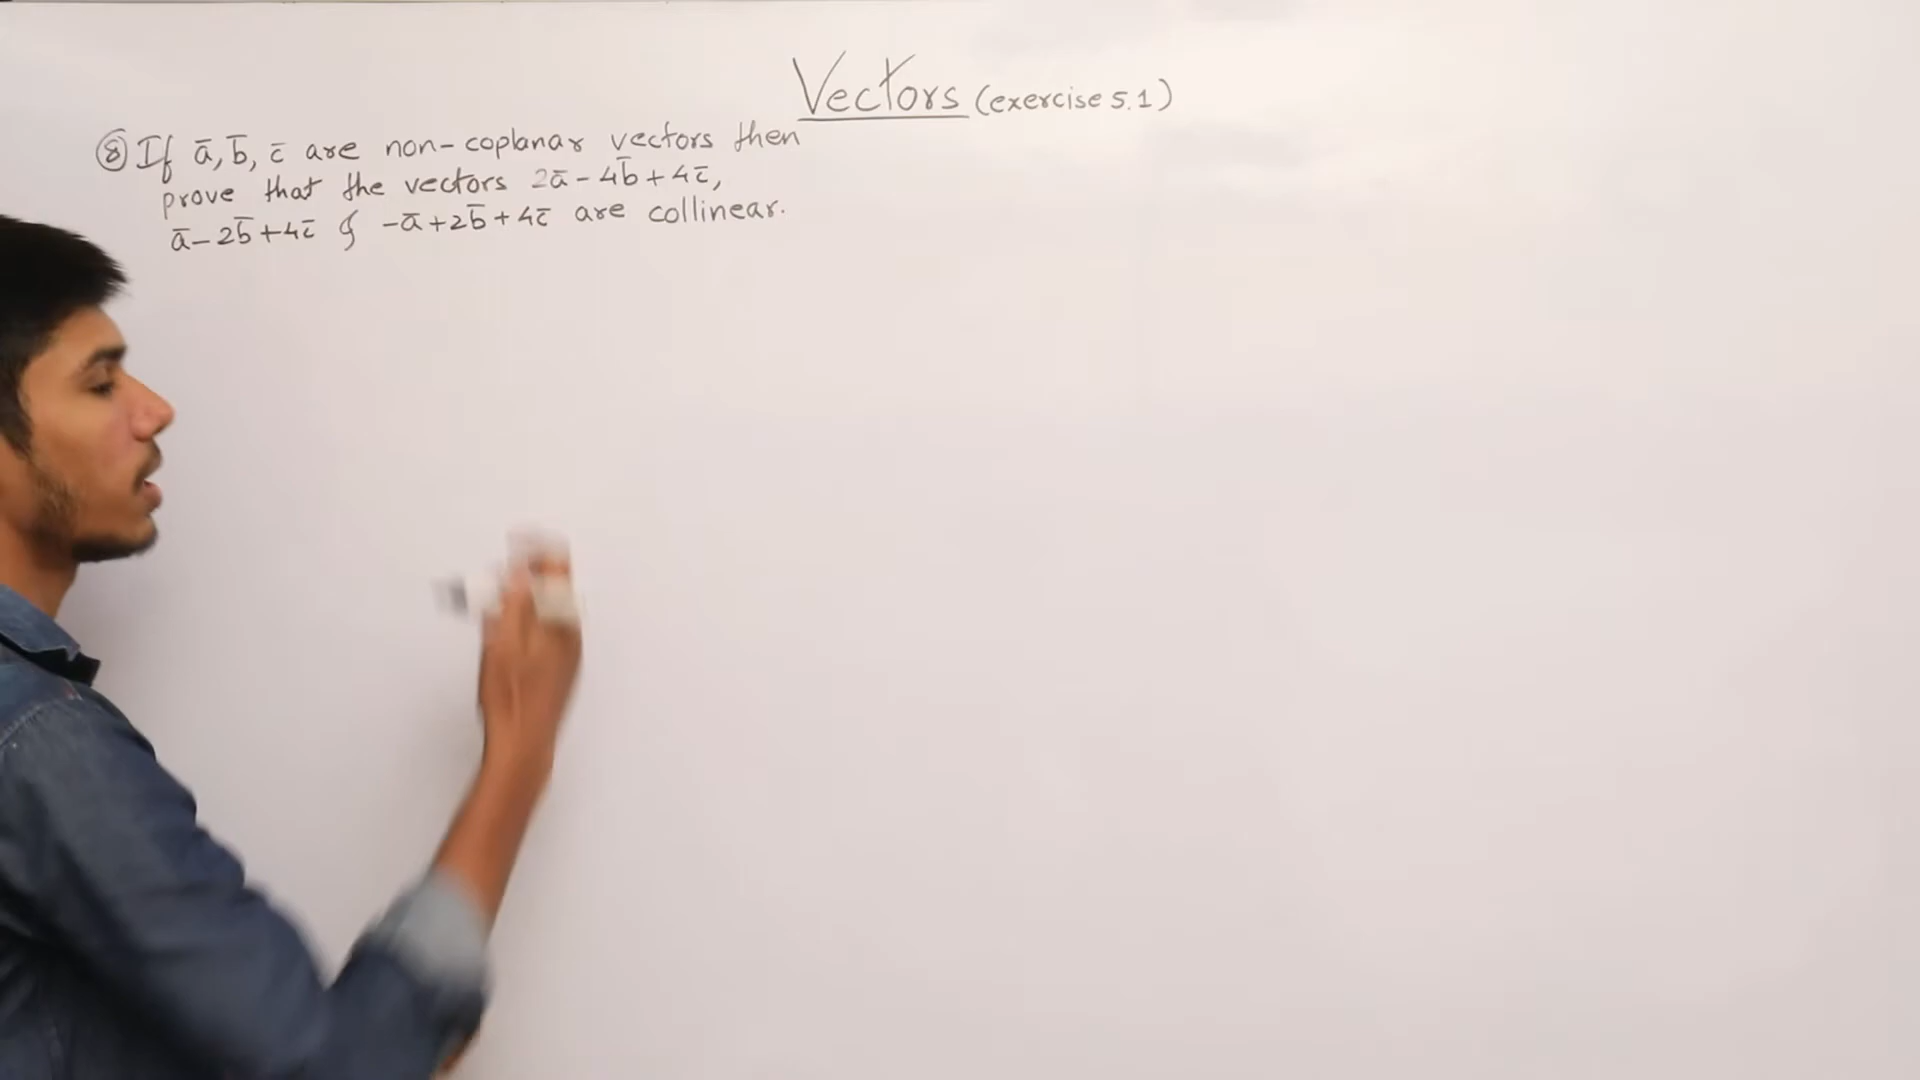 Vectors (exercise 5.1)
⑧ If a̅, b̅, c̅ are non-coplanar vectors then
prove that the vectors 2a̅ - 4b̅ + 4c̅,
a̅ - 2b̅ + 4c̅ & -a̅ + 2b̅ + 4c̅ are collinear.